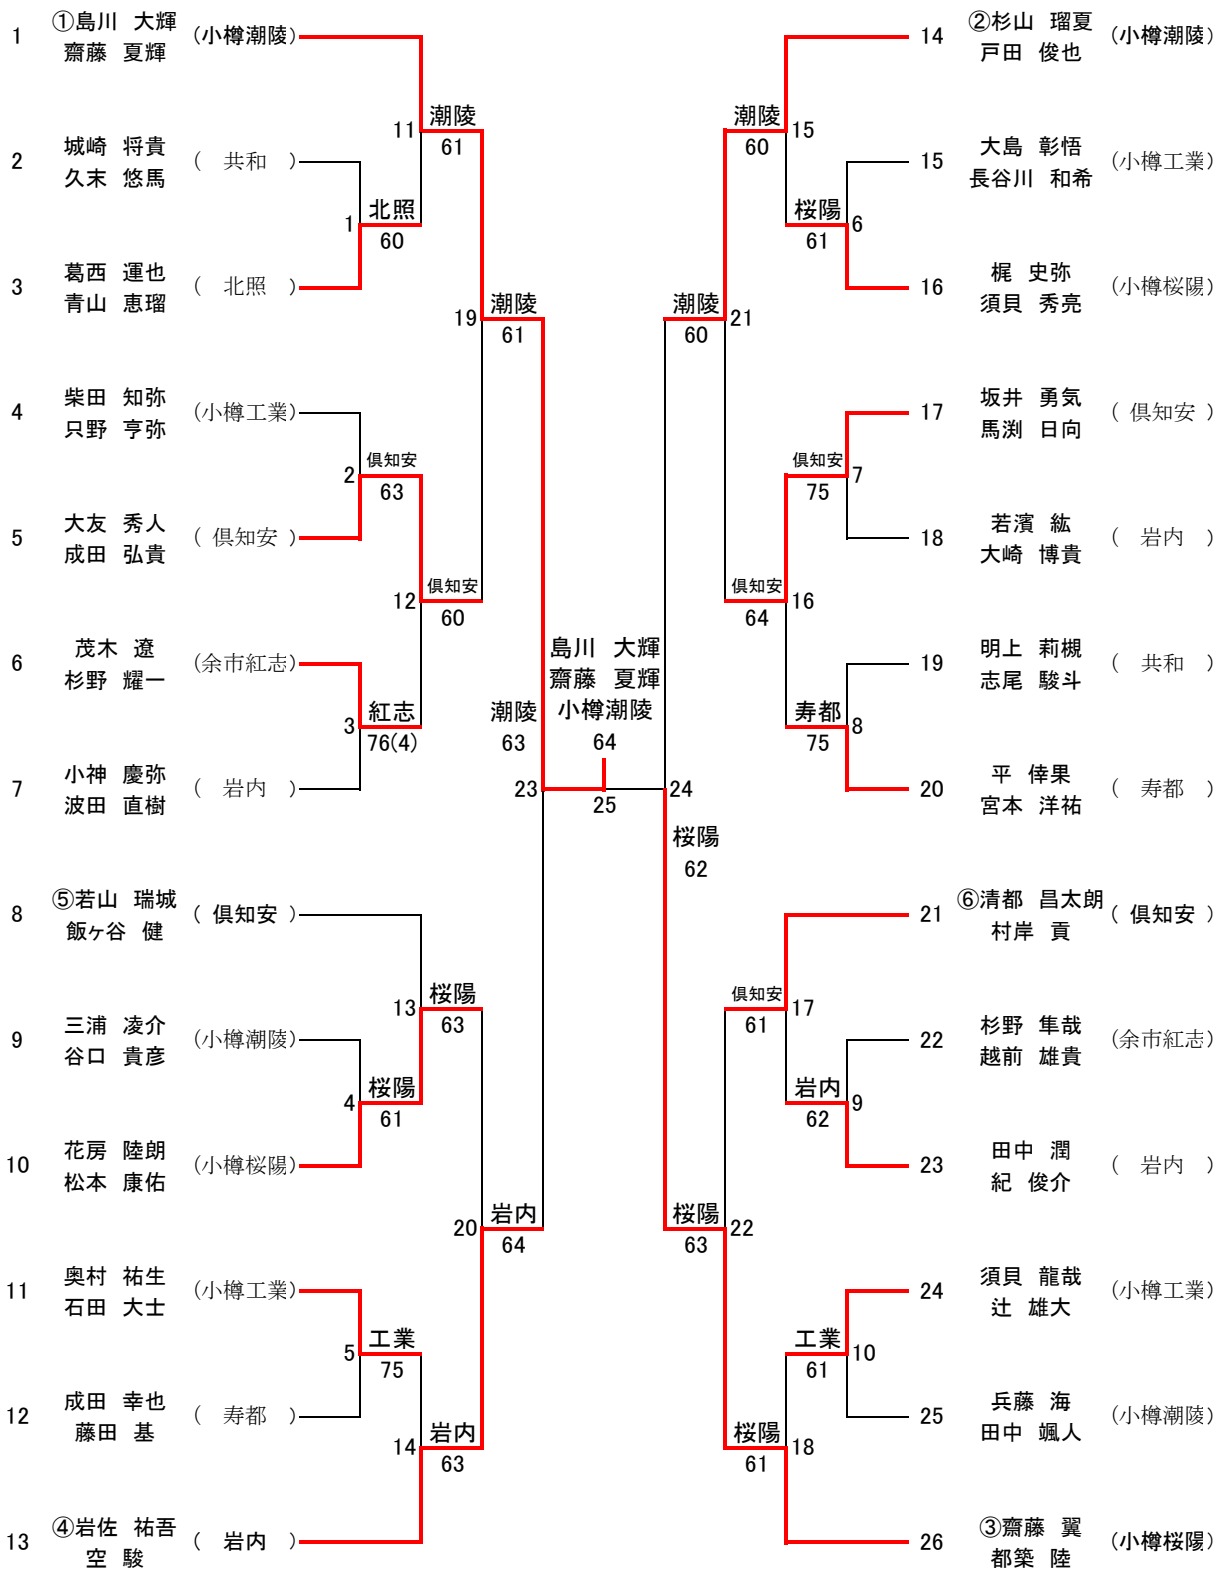 1 ①島川 大輝 (小樽潮陵)
齋藤 夏輝
2 城崎 将貴 ( 共和 )
久末 悠馬
3 葛西 運也 ( 北照 )
青山 恵瑠
4 柴田 知弥 (小樽工業)
只野 亨弥
5 大友 秀人 ( 倶知安 )
成田 弘貴
6 茂木 遼 (余市紅志)
杉野 耀一
7 小神 慶弥 ( 岩内 )
波田 直樹
8 ⑤若山 瑞城 ( 倶知安 )
飯ヶ谷 健
9 三浦 凌介 (小樽潮陵)
谷口 貴彦
10 花房 陸朗 (小樽桜陽)
松本 康佑
11 奥村 祐生 (小樽工業)
石田 大士
12 成田 幸也 ( 寿都 )
藤田 基
13 ④岩佐 祐吾 ( 岩内 )
空 駿
1 北照
60
2 倶知安
63
3 紅志
76(4)
4 桜陽
61
5 工業
75
11 潮陵
61
12 倶知安
60
13 桜陽
63
14 岩内
63
19 潮陵
61
20 岩内
64
潮陵
63
23
島川 大輝
齋藤 夏輝
小樽潮陵
64
25
24
桜陽
62
潮陵 21
60
桜陽 22
63
潮陵 15
60
倶知安 16
64
倶知安 17
61
桜陽 18
61
桜陽 6
61
倶知安 7
75
寿都 8
75
岩内 9
62
工業 10
61
14 ②杉山 瑠夏 (小樽潮陵)
戸田 俊也
15 大島 彰悟 (小樽工業)
長谷川 和希
16 梶 史弥 (小樽桜陽)
須貝 秀亮
17 坂井 勇気 ( 倶知安 )
馬渕 日向
18 若濱 紘 ( 岩内 )
大崎 博貴
19 明上 莉槻 ( 共和 )
志尾 駿斗
20 平 倖果 ( 寿都 )
宮本 洋祐
21 ⑥清都 昌太朗 ( 倶知安 )
村岸 貢
22 杉野 隼哉 (余市紅志)
越前 雄貴
23 田中 潤 ( 岩内 )
紀 俊介
24 須貝 龍哉 (小樽工業)
辻 雄大
25 兵藤 海 (小樽潮陵)
田中 颯人
26 ③齋藤 翼 (小樽桜陽)
都築 陸